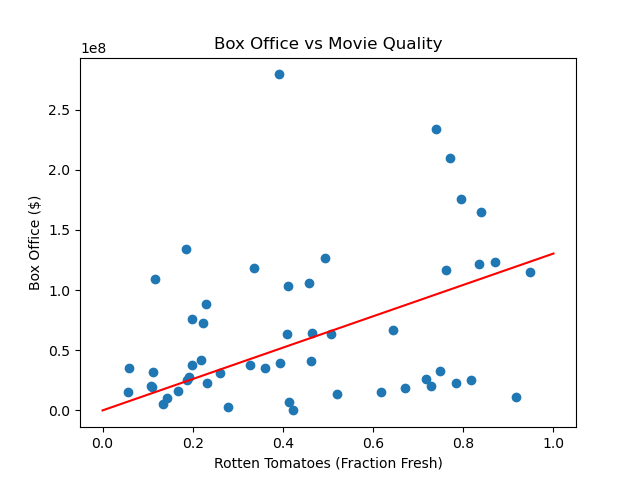 Box Office vs Movie Quality
1e8
2.5
2.0
1.5
1.0
0.5
0.0
Box Office ($)
0.0 0.2 0.4 0.6 0.8 1.0
Rotten Tomatoes (Fraction Fresh)